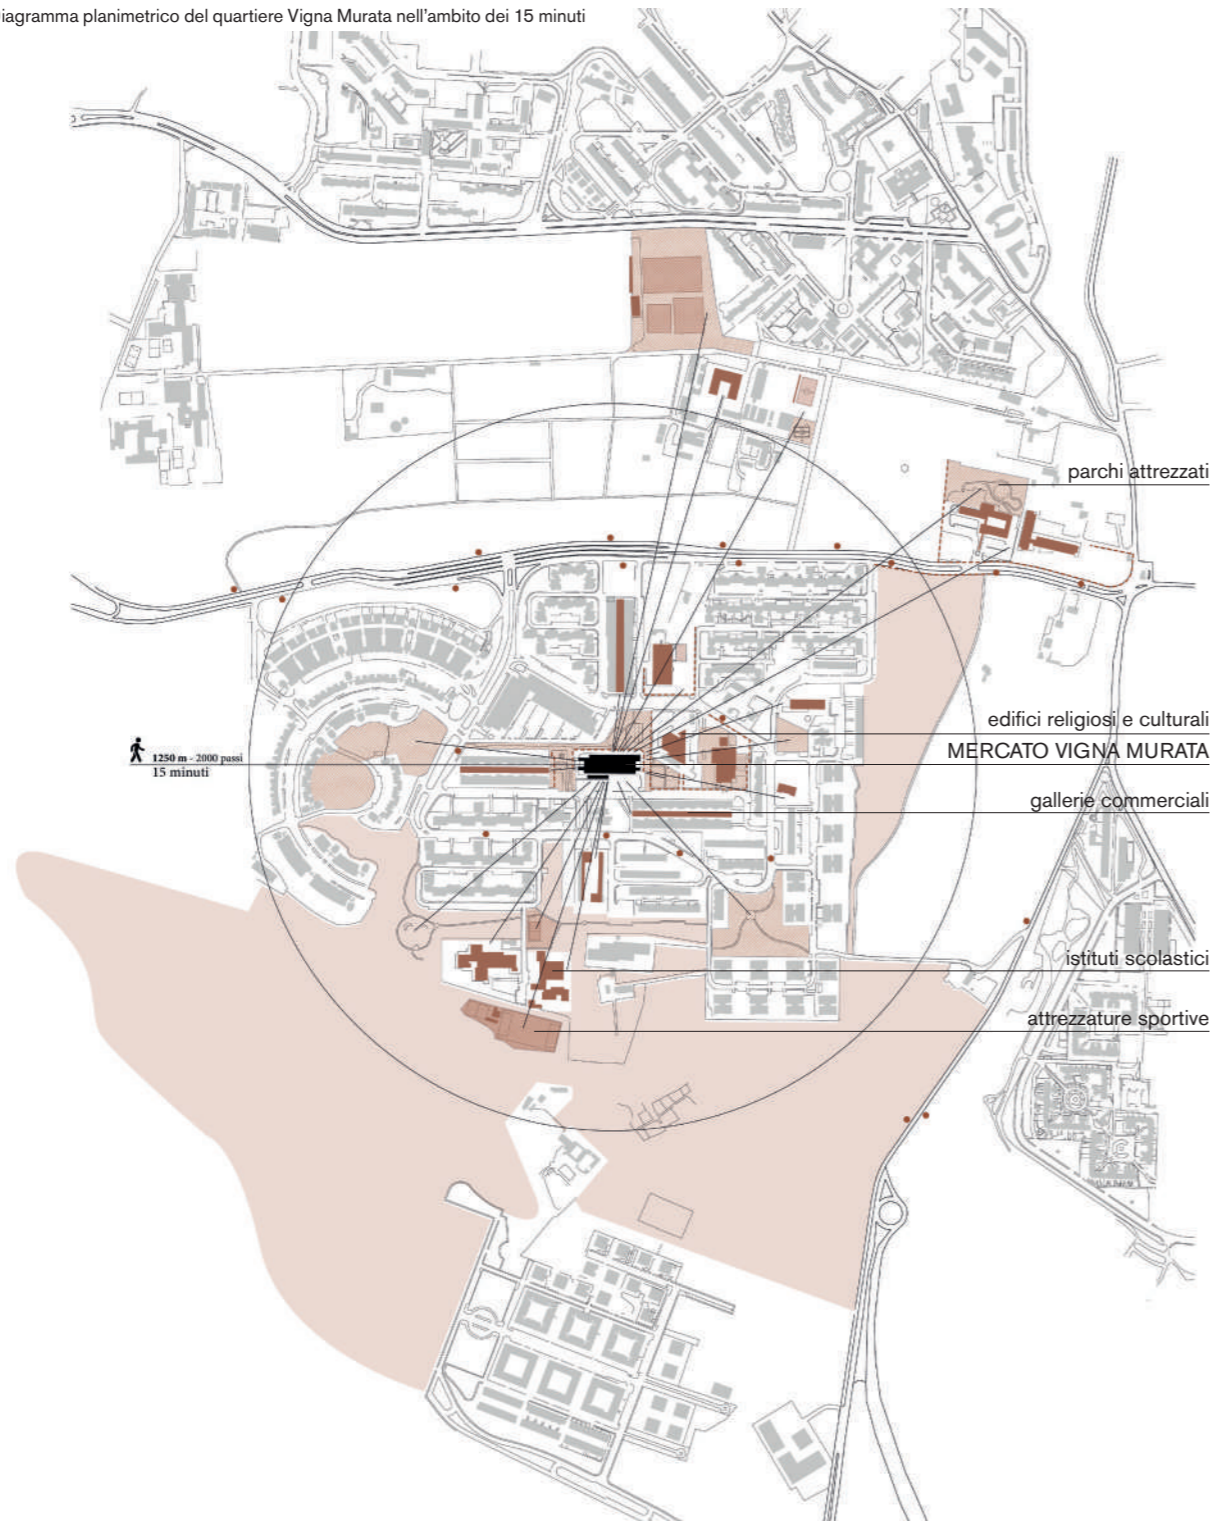 iagramma planimetrico del quartiere Vigna Murata nell'ambito dei 15 minuti
parchi attrezzati
edifici religiosi e culturali
MERCATO VIGNA MURATA
1250 m - 2000 passi
15 minuti
gallerie commerciali
istituti scolastici
attrezzature sportive